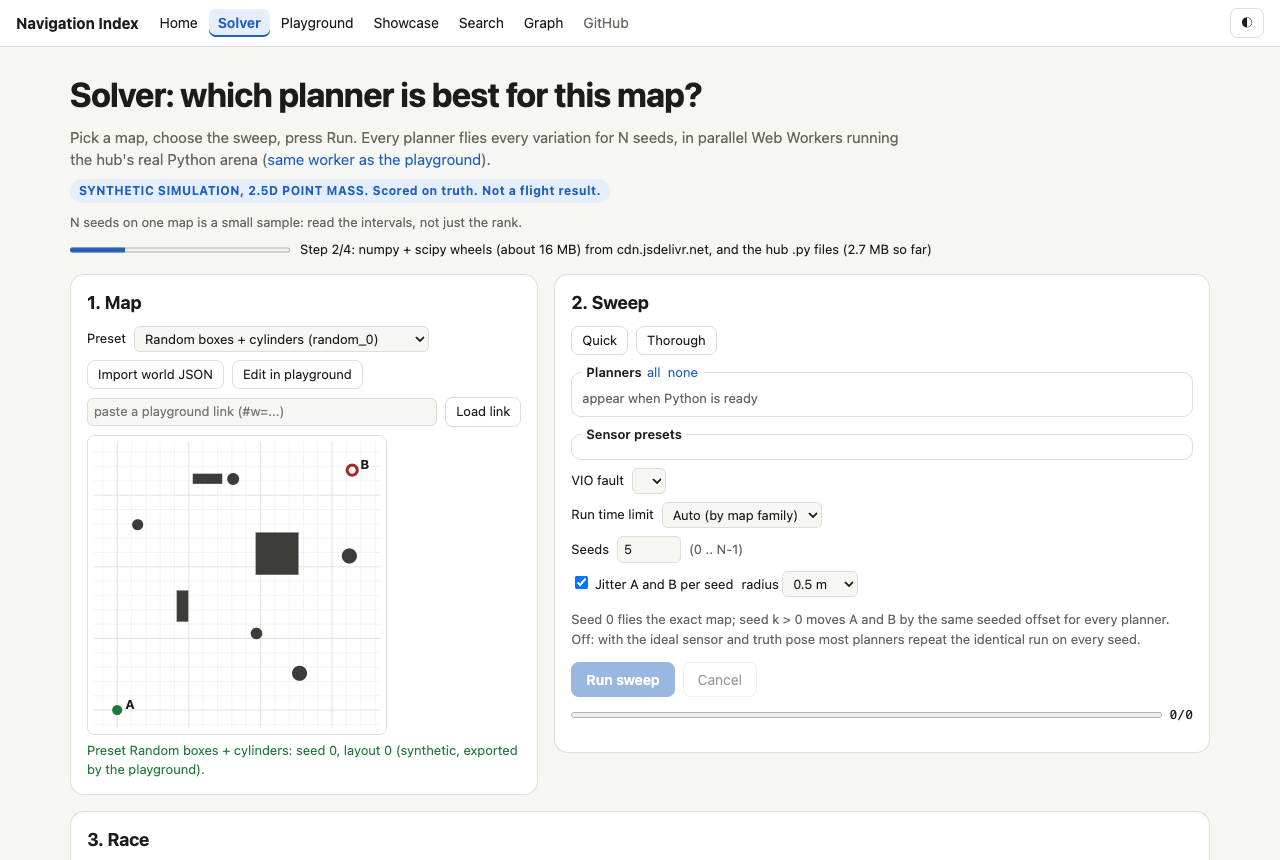 Navigation Index Home Solver Playground Showcase Search Graph GitHub
Solver: which planner is best for this map?
Pick a map, choose the sweep, press Run. Every planner flies every variation for N seeds, in parallel Web Workers running
the hub's real Python arena (same worker as the playground).
SYNTHETIC SIMULATION, 2.5D POINT MASS. Scored on truth. Not a flight result.
N seeds on one map is a small sample: read the intervals, not just the rank.
Step 2/4: numpy + scipy wheels (about 16 MB) from cdn.jsdelivr.net, and the hub .py files (2.7 MB so far)
1. Map
Preset Random boxes + cylinders (random_0)
Import world JSON Edit in playground
paste a playground link (#w=...) Load link
B
A
Preset Random boxes + cylinders: seed 0, layout 0 (synthetic, exported
by the playground).
2. Sweep
Quick Thorough
Planners all none
appear when Python is ready
Sensor presets
VIO fault
Run time limit Auto (by map family)
Seeds 5 (0 .. N-1)
Jitter A and B per seed radius 0.5 m
Seed 0 flies the exact map; seed k > 0 moves A and B by the same seeded offset for every planner.
Off: with the ideal sensor and truth pose most planners repeat the identical run on every seed.
Run sweep Cancel
0/0
3. Race